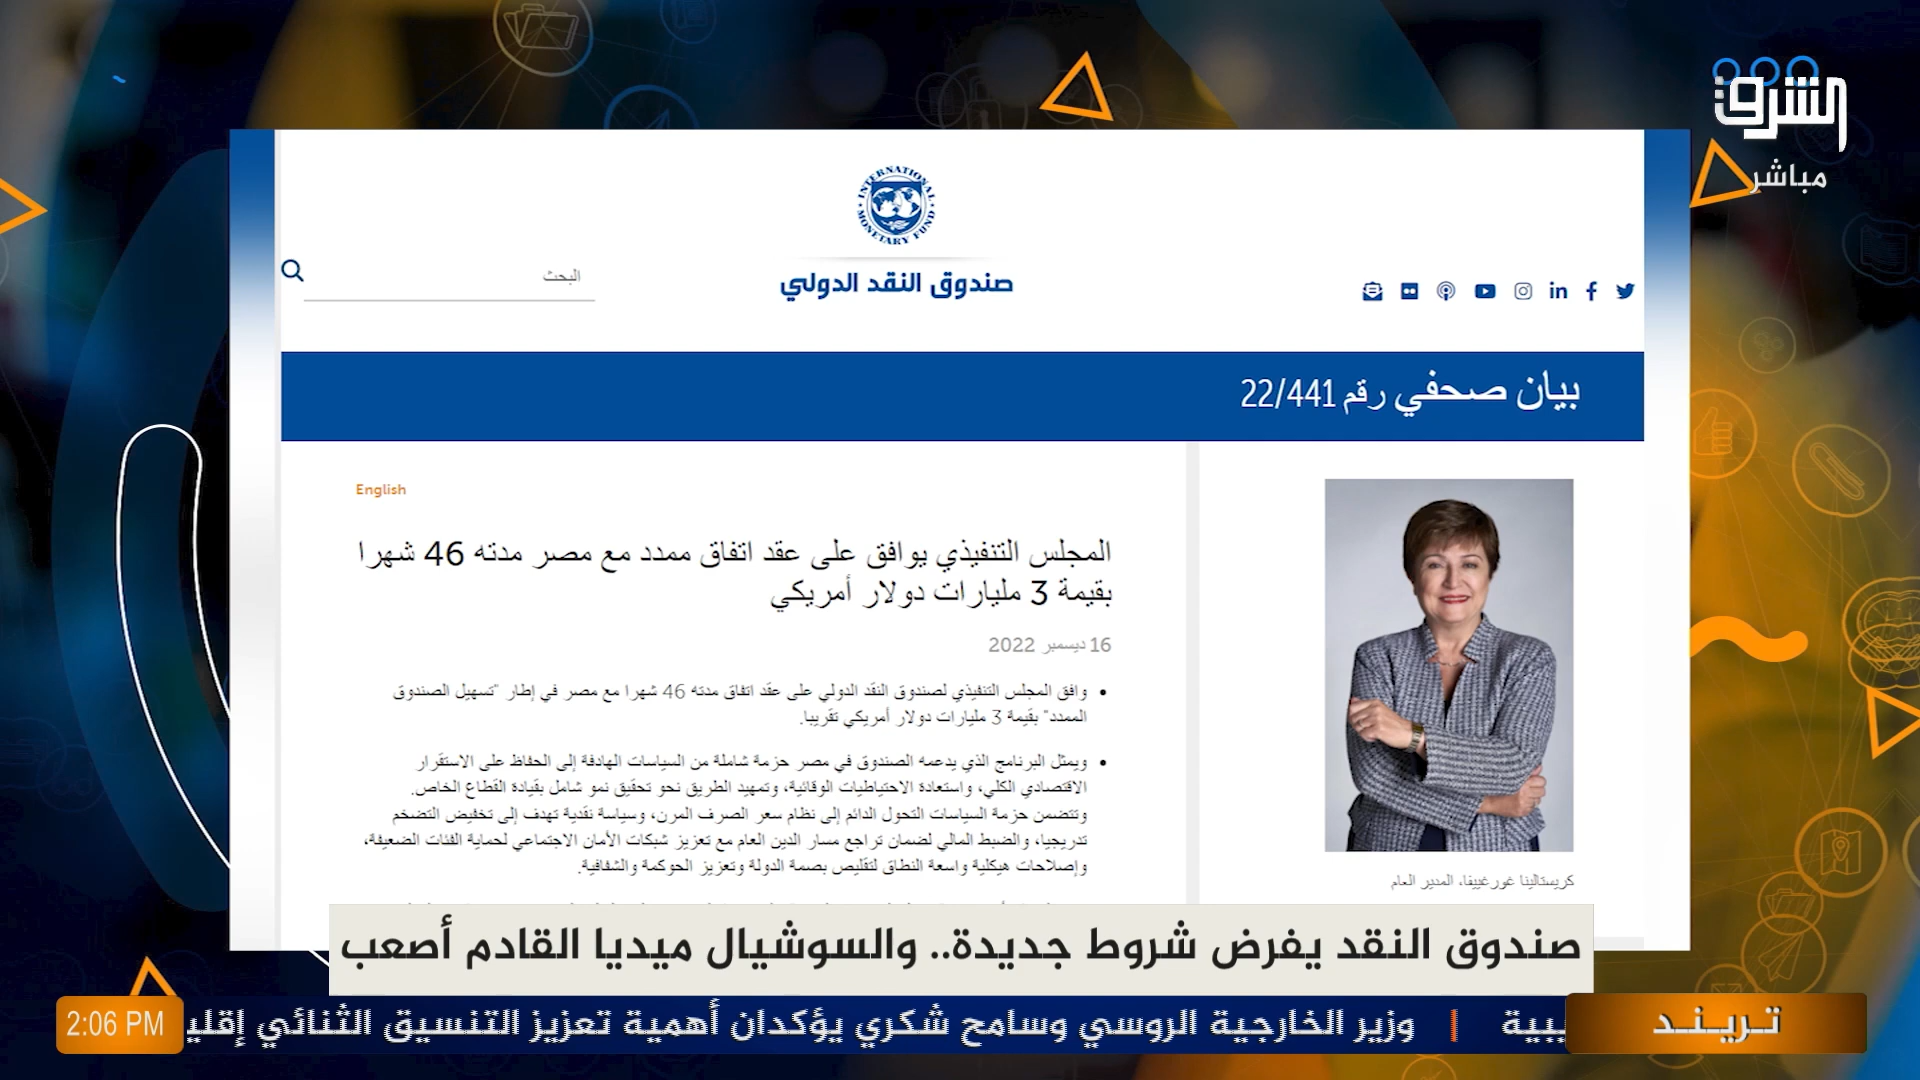 الشرق
مباشر
INTERNATIONAL MONETARY FUND
صندوق النقد الدولي
البحث
بيان صحفي رقم 22/441
English
المجلس التنفيذي يوافق على عقد اتفاق ممدد مع مصر مدته 46 شهرا
بقيمة 3 مليارات دولار أمريكي
16 ديسمبر 2022
• وافق المجلس التنفيذي لصندوق النقد الدولي على عقد اتفاق مدته 46 شهرا مع مصر في إطار "تسهيل الصندوق
الممدد" بقيمة 3 مليارات دولار أمريكي تقريبا.
• ويمثل البرنامج الذي يدعمه الصندوق في مصر حزمة شاملة من السياسات الهادفة إلى الحفاظ على الاستقرار
الاقتصادي الكلي، واستعادة الاحتياطيات الوقائية، وتمهيد الطريق نحو تحقيق نمو شامل بقيادة القطاع الخاص.
وتتضمن حزمة السياسات التحول الدائم إلى نظام سعر الصرف المرن، وسياسة نقدية تهدف إلى تخفيض التضخم
تدريجيا، والضبط المالي لضمان تراجع مسار الدين العام مع تعزيز شبكات الأمان الاجتماعي لحماية الفئات الضعيفة،
وإصلاحات هيكلية واسعة النطاق لتقليص بصمة الدولة وتعزيز الحوكمة والشفافية.
كريستالينا غورغييفا، المدير العام
صندوق النقد يفرض شروط جديدة.. والسوشيال ميديا القادم أصعب
تريند
يبية | وزير الخارجية الروسي وسامح شكري يؤكدان أهمية تعزيز التنسيق الثنائي إقلي
2:06 PM